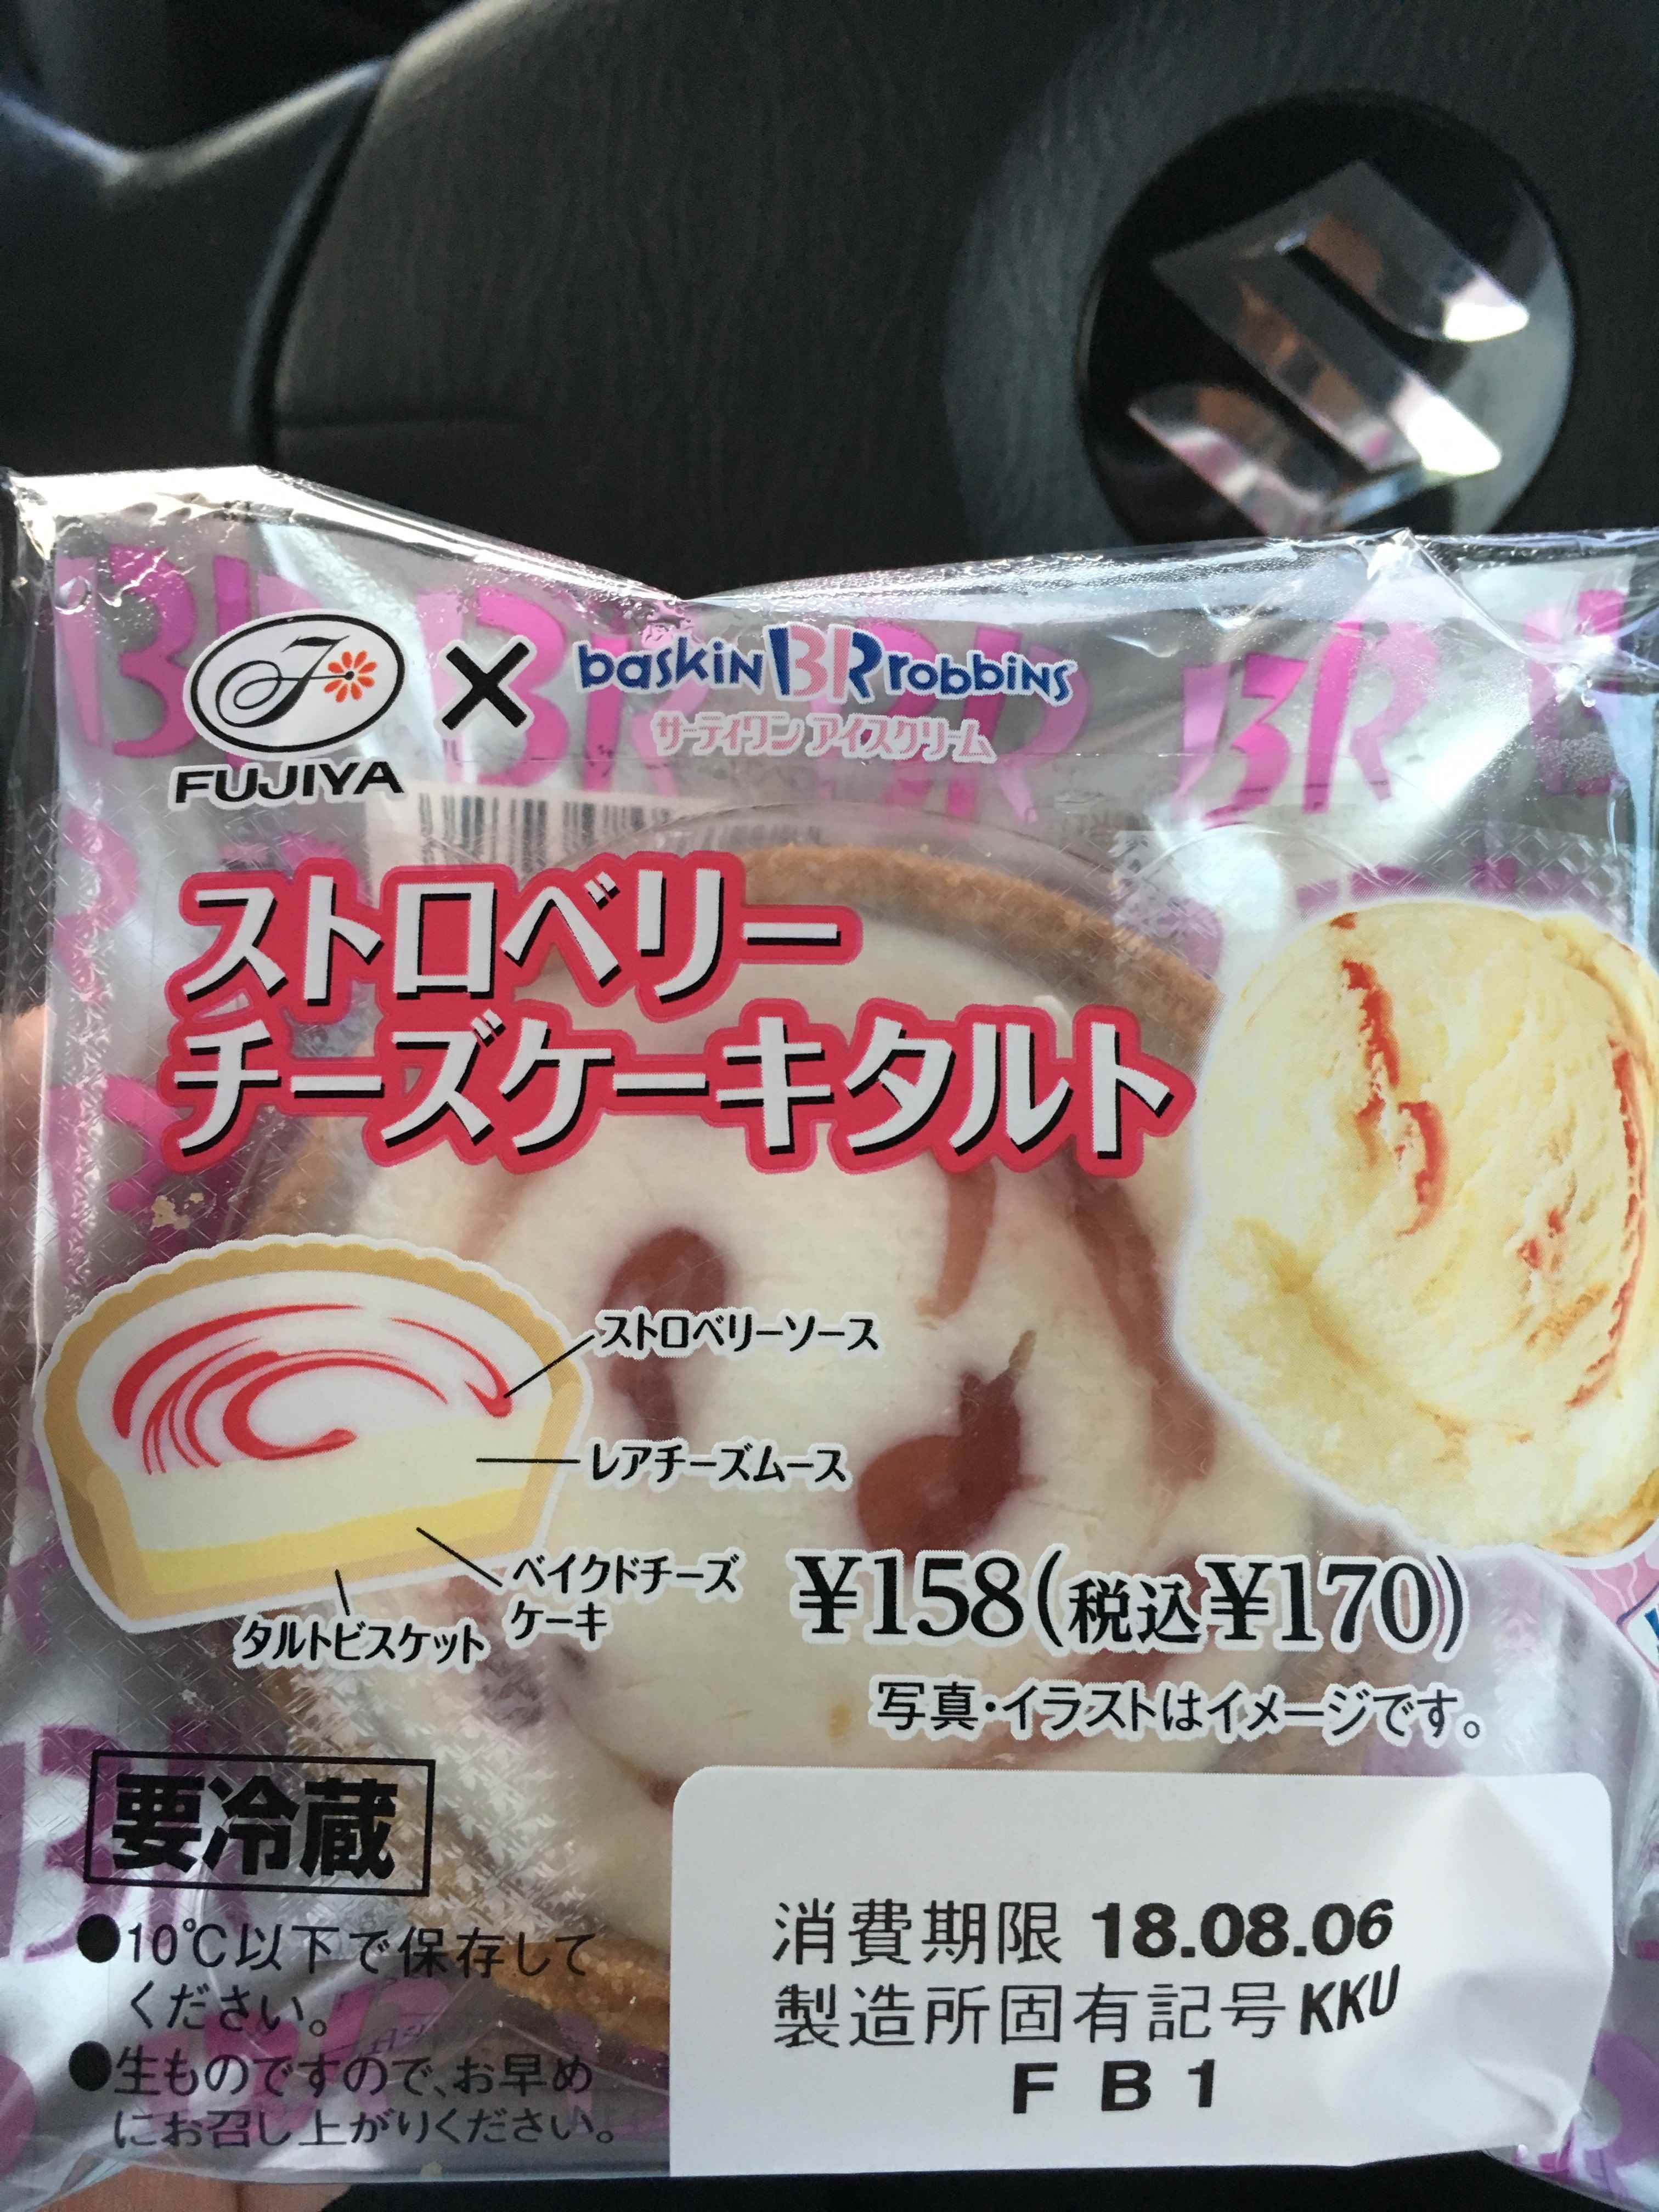 FUJIYA × baskin BR robbins
サーティワン アイスクリーム
ストロベリー
チーズケーキタルト
ストロベリーソース
レアチーズムース
ベイクドチーズ
ケーキ
タルトビスケット
¥158(税込¥170)
写真・イラストはイメージです。
要冷蔵
●10℃以下で保存して
ください。
●生ものですので、お早め
にお召し上がりください。
消費期限 18.08.06
製造所固有記号 KKU
F B 1